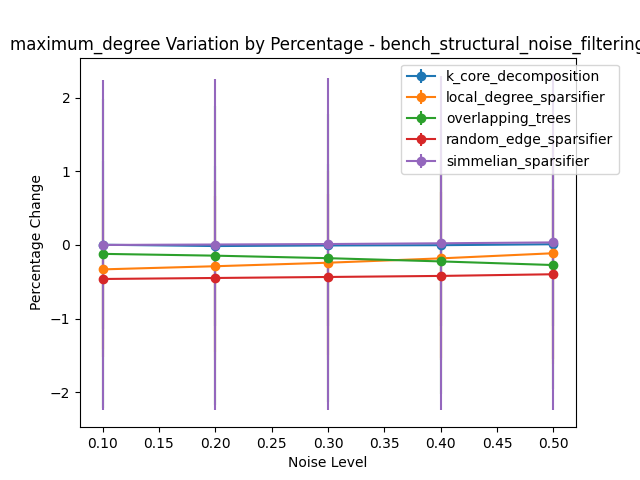 maximum_degree Variation by Percentage - bench_structural_noise_filtering
k_core_decomposition
local_degree_sparsifier
overlapping_trees
random_edge_sparsifier
simmelian_sparsifier
Percentage Change
2
1
0
−1
−2
0.10 0.15 0.20 0.25 0.30 0.35 0.40 0.45 0.50
Noise Level